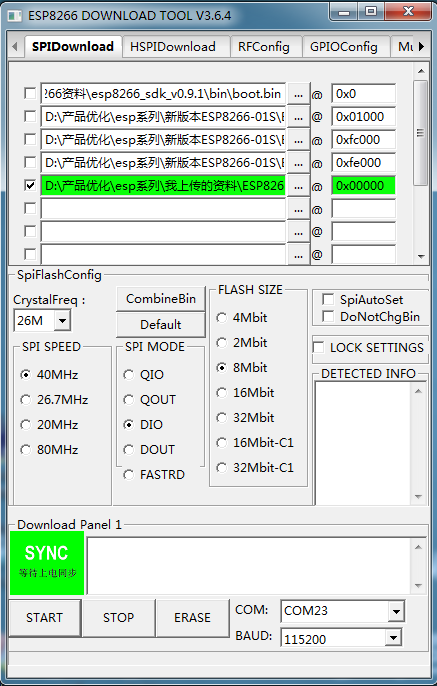 ESP8266 DOWNLOAD TOOL V3.6.4
SPIDownload HSPIDownload RFConfig GPIOConfig Mu
?66资料\esp8266_sdk_v0.9.1\bin\boot.bin ... @ 0x0
D:\产品优化\esp系列\新版本ESP8266-01S\E ... @ 0x01000
D:\产品优化\esp系列\新版本ESP8266-01S\E ... @ 0xfc000
D:\产品优化\esp系列\新版本ESP8266-01S\E ... @ 0xfe000
D:\产品优化\esp系列\我上传的资料\ESP826 ... @ 0x00000
... @
... @
... @
SpiFlashConfig
CrystalFreq :
26M
CombineBin
Default
SPI SPEED
40MHz
26.7MHz
20MHz
80MHz
SPI MODE
QIO
QOUT
DIO
DOUT
FASTRD
FLASH SIZE
4Mbit
2Mbit
8Mbit
16Mbit
32Mbit
16Mbit-C1
32Mbit-C1
SpiAutoSet
DoNotChgBin
LOCK SETTINGS
DETECTED INFO
Download Panel 1
SYNC
等待上电同步
START STOP ERASE
COM: COM23
BAUD: 115200